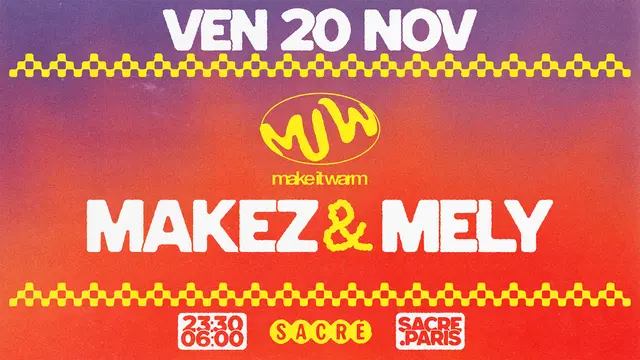 VEN 20 NOV
MIW
make it warm
MAKEZ & MELY
23:30
06:00
SACRE
SACRE
.PARIS